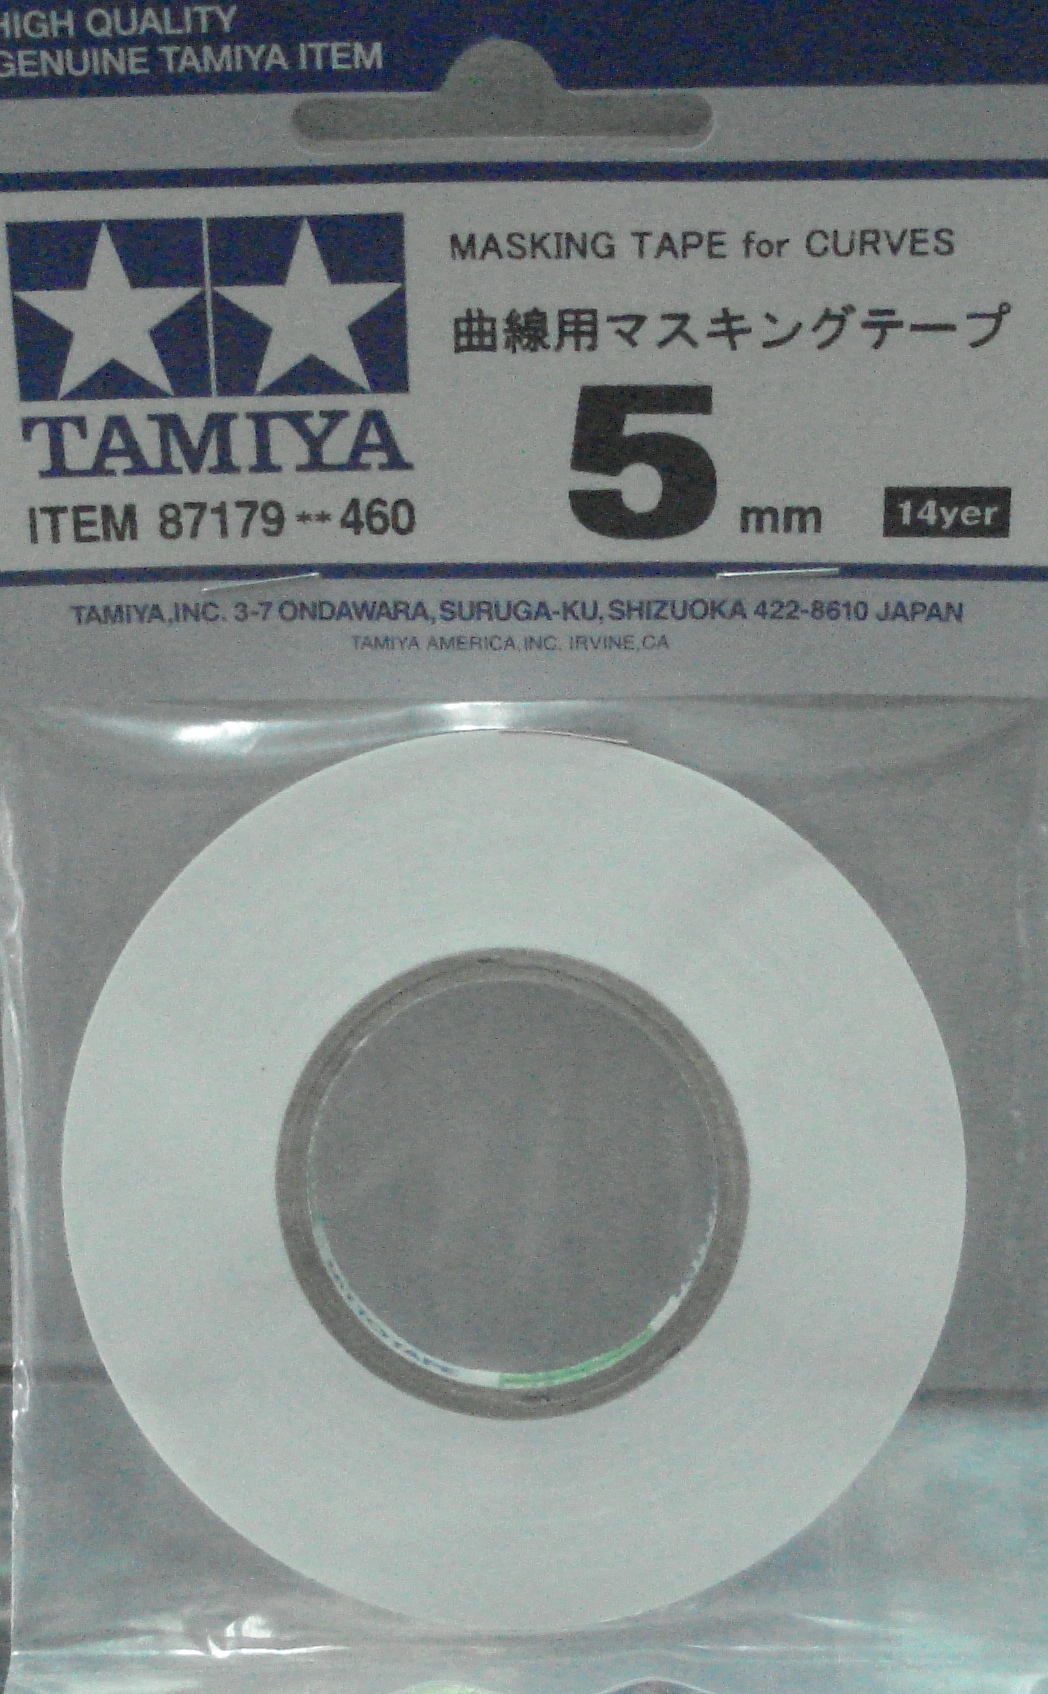 HIGH QUALITY
GENUINE TAMIYA ITEM
MASKING TAPE for CURVES
曲線用マスキングテープ
TAMIYA
5 mm
14yer
ITEM 87179**460
TAMIYA,INC. 3-7 ONDAWARA, SURUGA-KU, SHIZUOKA 422-8610 JAPAN
TAMIYA AMERICA, INC. IRVINE, CA